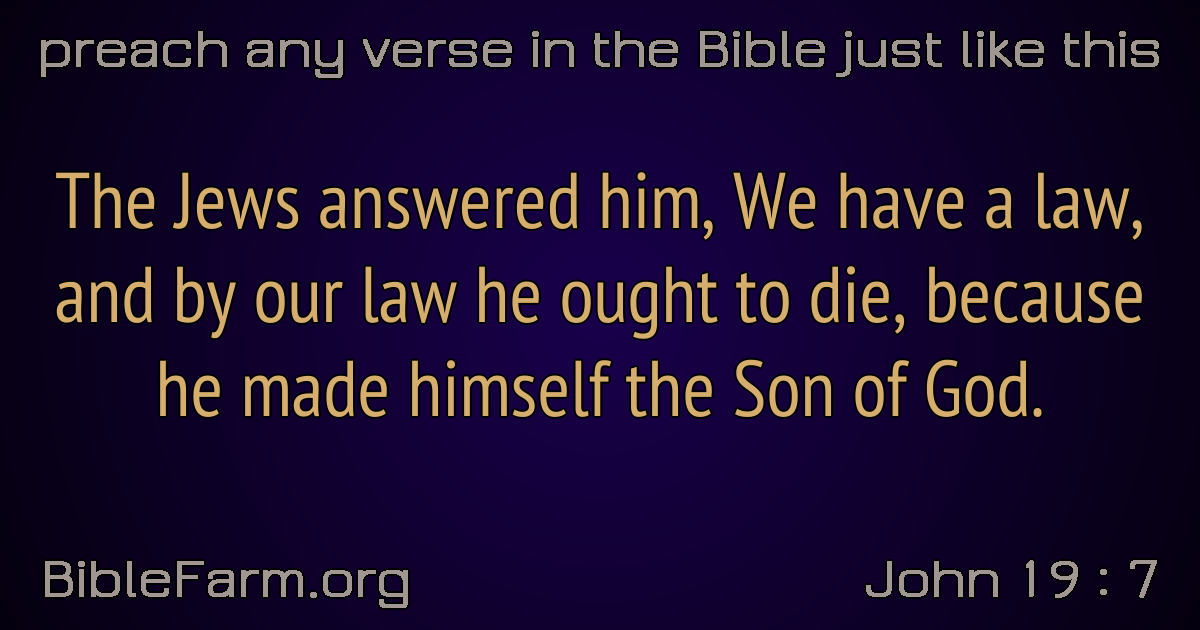 preach any verse in the Bible just like this
The Jews answered him, We have a law,
and by our law he ought to die, because
he made himself the Son of God.
BibleFarm.org
John 19 : 7